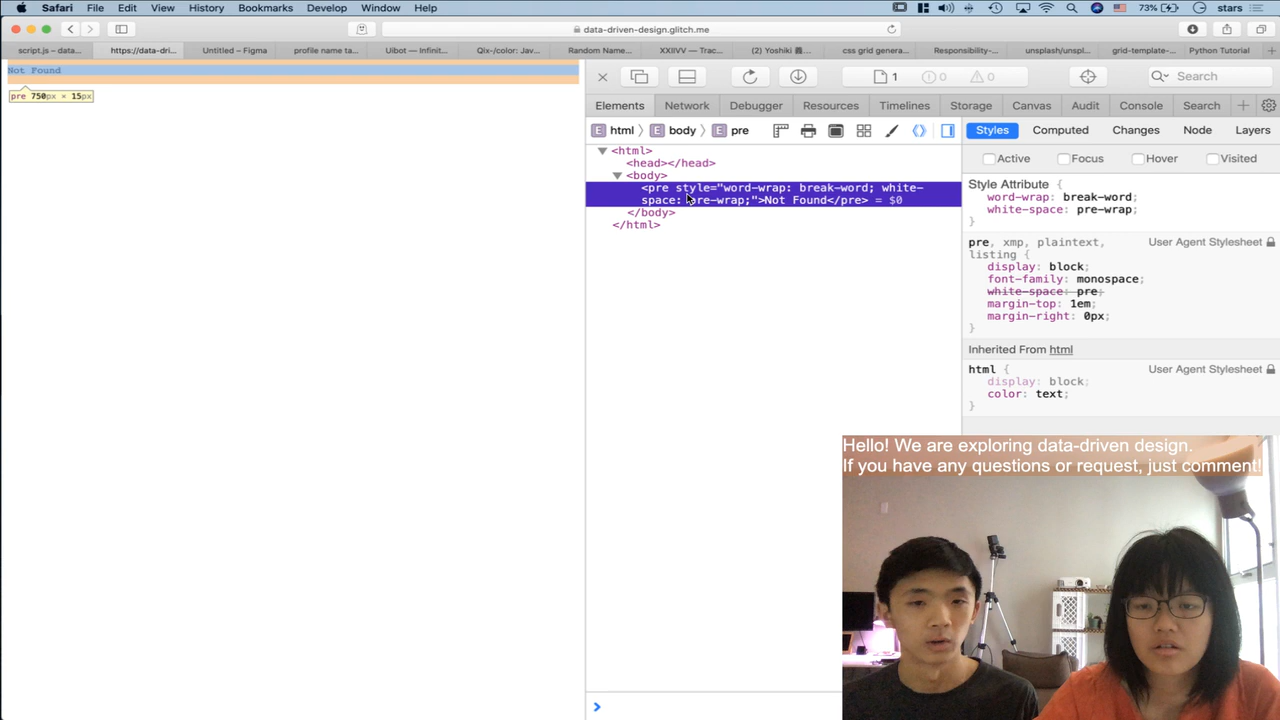 Safari File Edit View History Bookmarks Develop Window Help 73% stars
data-driven-design.glitch.me
script.js – data... https://data-dri... Untitled – Figma profile name ta... Uibot — Infinit... Qix-/color: Jav... Random Name... XXIIVV — Trac... (2) Yoshiki css grid genera... Responsibility-... unsplash/unspl... grid-template-... Python Tutorial
Not Found
pre 750px × 15px
1 0 0 Search
Elements Network Debugger Resources Timelines Storage Canvas Audit Console Search
E html E body E pre
Styles Computed Changes Node Layers
<html>
<head></head>
<body>
<pre style="word-wrap: break-word; white-
space: pre-wrap;">Not Found</pre> = $0
</body>
</html>
Active Focus Hover Visited
Style Attribute {
word-wrap: break-word;
white-space: pre-wrap;
}
pre, xmp, plaintext, User Agent Stylesheet
listing {
display: block;
font-family: monospace;
white-space: pre;
margin-top: 1em;
margin-right: 0px;
}
Inherited From html
html { User Agent Stylesheet
display: block;
color: text;
}
Hello! We are exploring data-driven design.
If you have any questions or request, just comment!